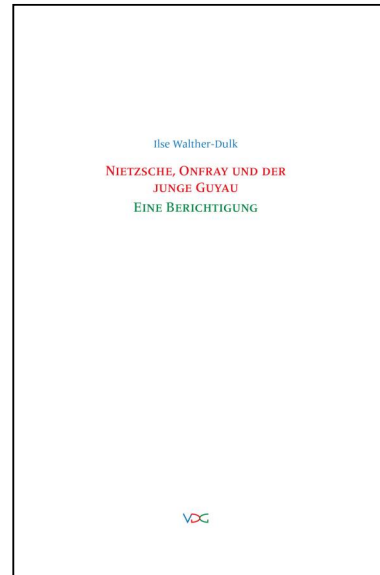 Ilse Walther-Dulk
NIETZSCHE, ONFRAY UND DER
JUNGE GUYAU
EINE BERICHTIGUNG
VDG